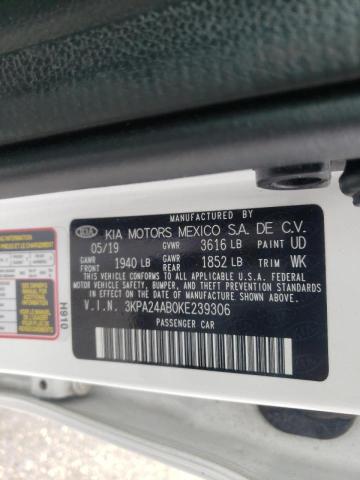 MANUFACTURED BY
KIA KIA MOTORS MEXICO S.A. DE C.V.
05/19 GVWR 3616 LB PAINT UD
GAWR FRONT 1940 LB GAWR REAR 1852 LB TRIM WK
THIS VEHICLE CONFORMS TO ALL APPLICABLE U.S.A. FEDERAL
MOTOR VEHICLE SAFETY, BUMPER, AND THEFT PREVENTION STANDARDS
IN EFFECT ON THE DATE OF MANUFACTURE SHOWN ABOVE.
V.I.N. 3KPA24AB0KE239306
PASSENGER CAR
H910